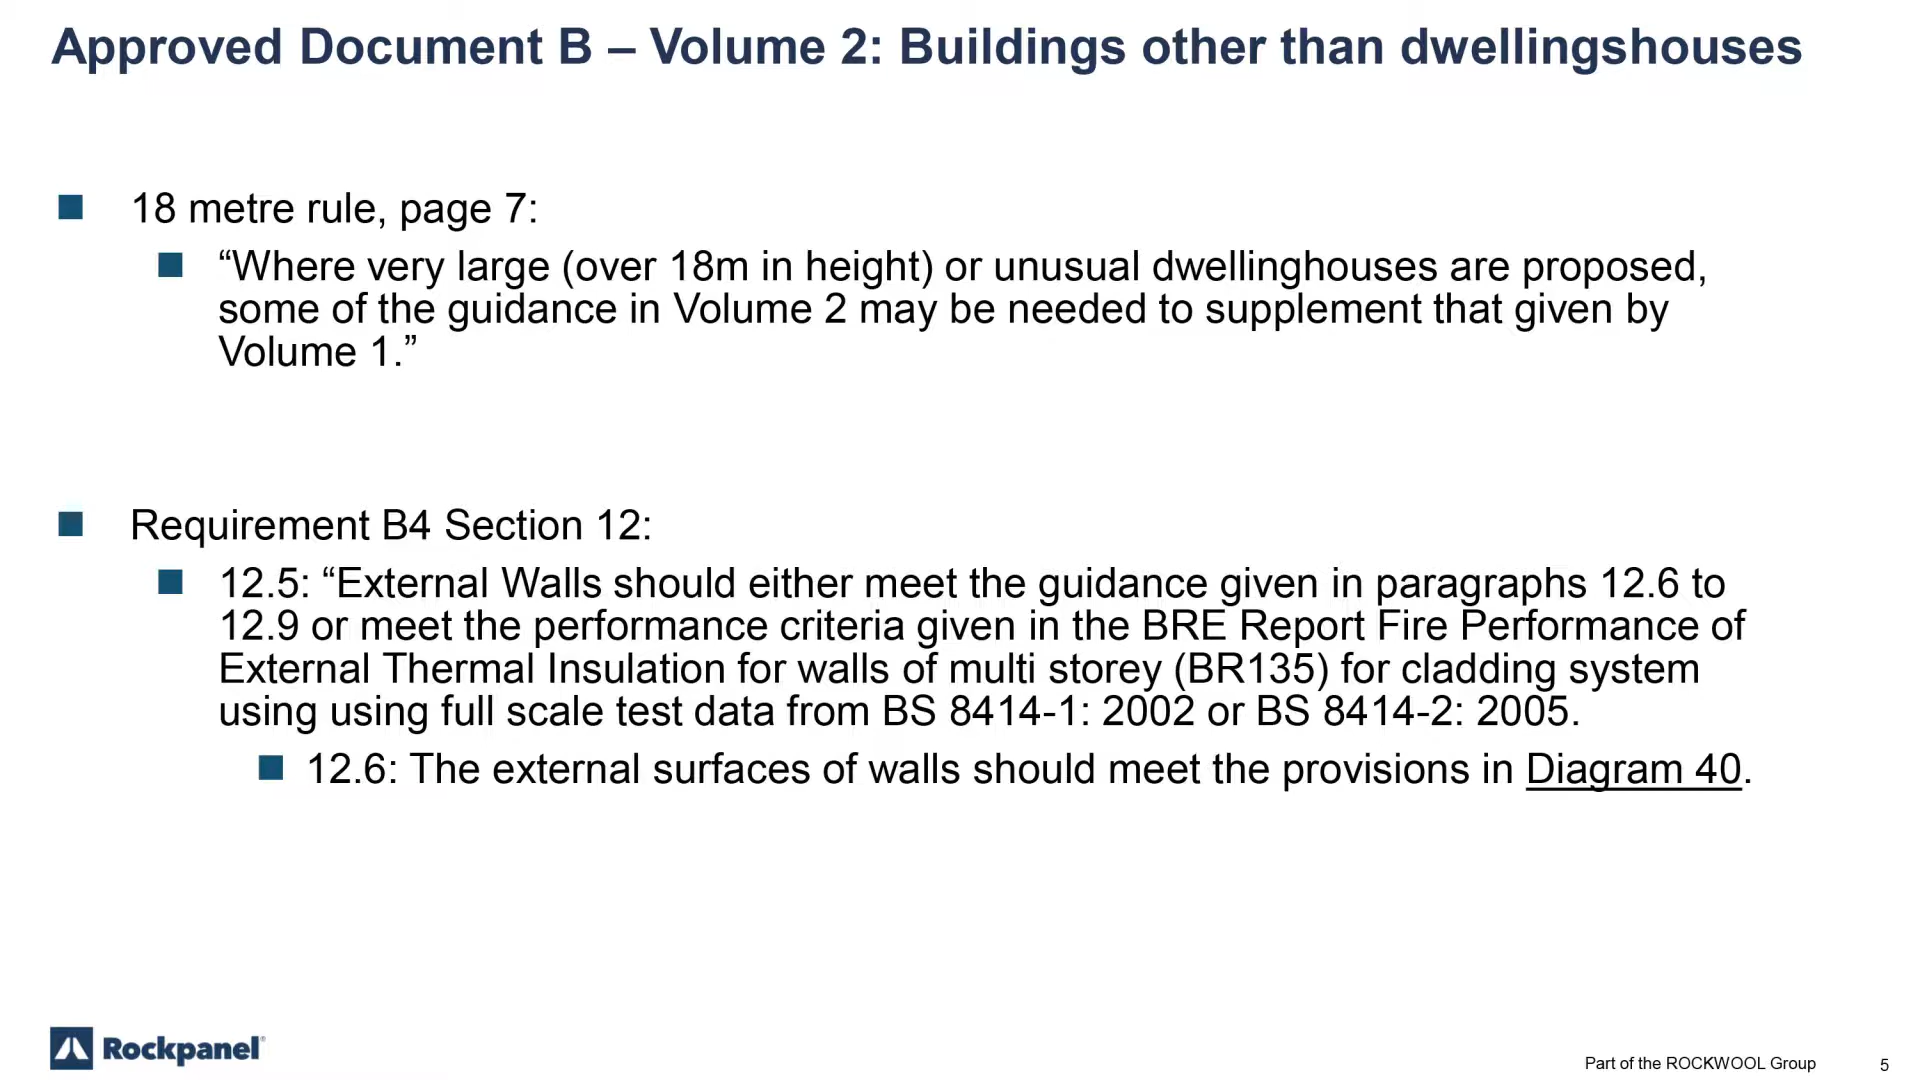 Approved Document B – Volume 2: Buildings other than dwellingshouses
18 metre rule, page 7:
“Where very large (over 18m in height) or unusual dwellinghouses are proposed,
some of the guidance in Volume 2 may be needed to supplement that given by
Volume 1.”
Requirement B4 Section 12:
12.5: “External Walls should either meet the guidance given in paragraphs 12.6 to
12.9 or meet the performance criteria given in the BRE Report Fire Performance of
External Thermal Insulation for walls of multi storey (BR135) for cladding system
using using full scale test data from BS 8414-1: 2002 or BS 8414-2: 2005.
12.6: The external surfaces of walls should meet the provisions in Diagram 40.
Rockpanel®
Part of the ROCKWOOL Group 5